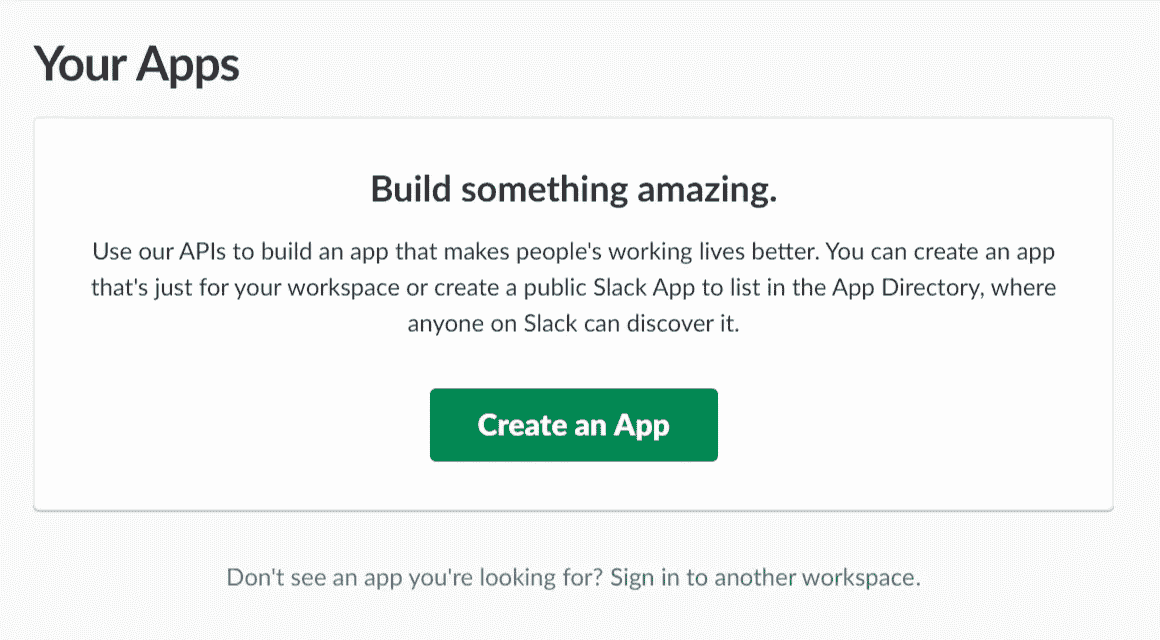 Your Apps
Build something amazing.
Use our APIs to build an app that makes people's working lives better. You can create an app
that's just for your workspace or create a public Slack App to list in the App Directory, where
anyone on Slack can discover it.
Create an App
Don't see an app you're looking for? Sign in to another workspace.